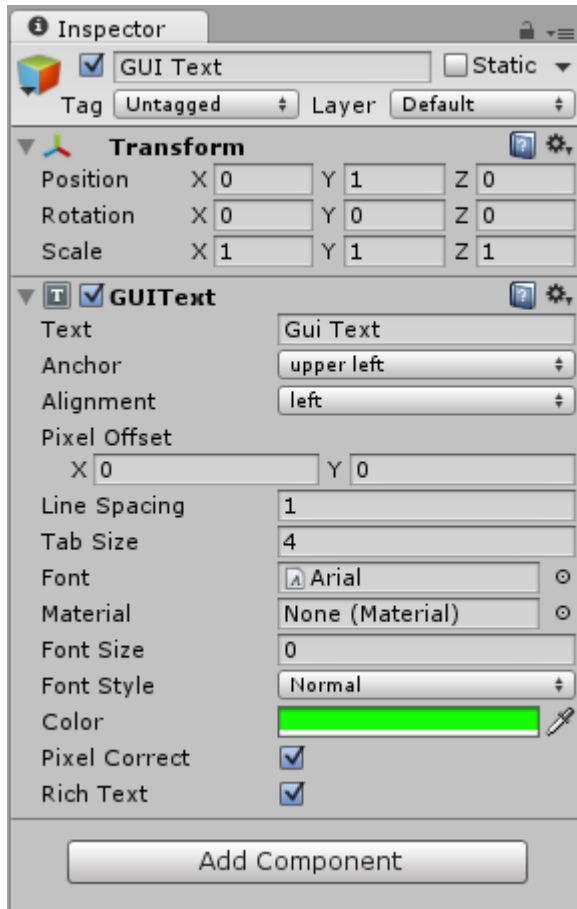 Inspector
GUI Text Static
Tag Untagged Layer Default
Transform
Position X 0 Y 1 Z 0
Rotation X 0 Y 0 Z 0
Scale X 1 Y 1 Z 1
T GUIText
Text Gui Text
Anchor upper left
Alignment left
Pixel Offset
X 0 Y 0
Line Spacing 1
Tab Size 4
Font Arial
Material None (Material)
Font Size 0
Font Style Normal
Color
Pixel Correct
Rich Text
Add Component